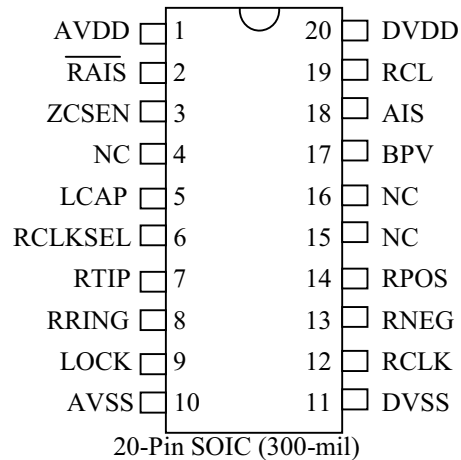 AVDD 1 20 DVDD
RAIS 2 19 RCL
ZCSEN 3 18 AIS
NC 4 17 BPV
LCAP 5 16 NC
RCLKSEL 6 15 NC
RTIP 7 14 RPOS
RRING 8 13 RNEG
LOCK 9 12 RCLK
AVSS 10 11 DVSS
20-Pin SOIC (300-mil)